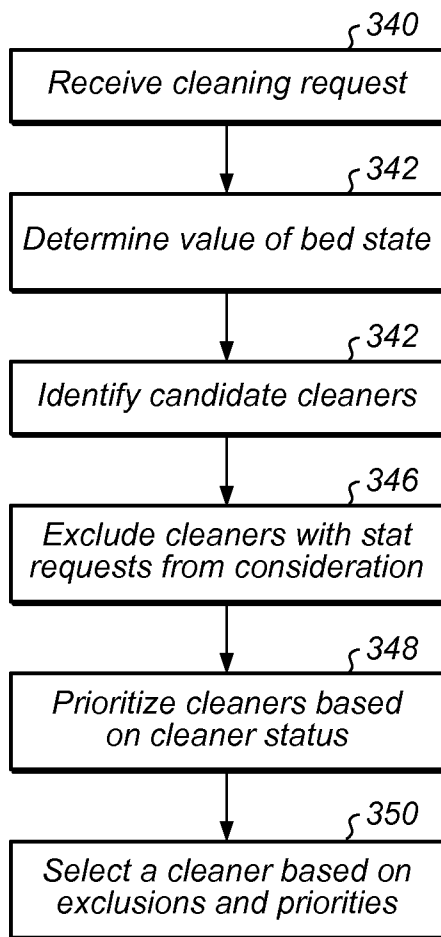 340
Receive cleaning request
342
Determine value of bed state
342
Identify candidate cleaners
346
Exclude cleaners with stat
requests from consideration
348
Prioritize cleaners based
on cleaner status
350
Select a cleaner based on
exclusions and priorities